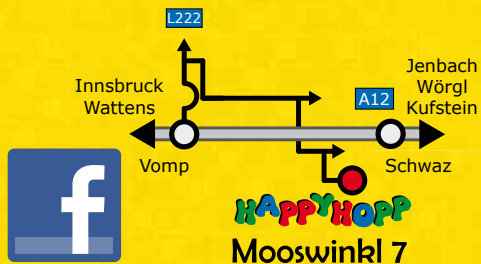 L222
Innsbruck
Wattens
Jenbach
Wörgl
Kufstein
A12
Vomp
Schwaz
f
HAPPYHOPP
Mooswinkl 7